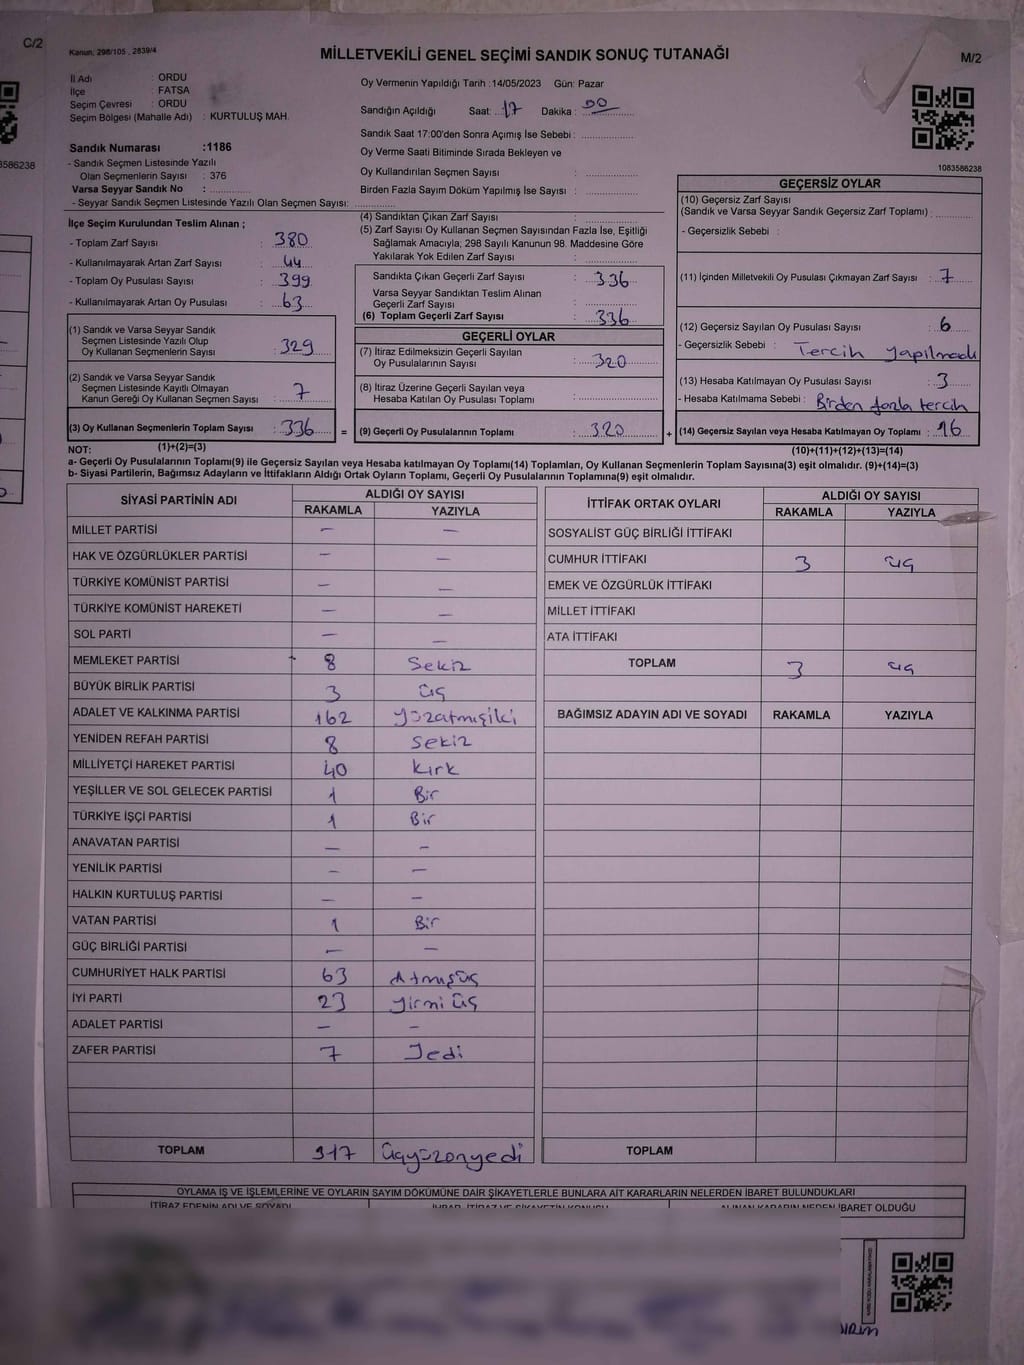 C/2
Kanun: 298/105 , 2839/4
MİLLETVEKİLİ GENEL SEÇİMİ SANDIK SONUÇ TUTANAĞI
M/2
İl Adı : ORDU
İlçe : FATSA
Seçim Çevresi : ORDU
Seçim Bölgesi (Mahalle Adı) : KURTULUŞ MAH.
Sandık Numarası :1186
- Sandık Seçmen Listesinde Yazılı
Olan Seçmenlerin Sayısı : 376
Varsa Seyyar Sandık No :
- Seyyar Sandık Seçmen Listesinde Yazılı Olan Seçmen Sayısı:
Oy Vermenin Yapıldığı Tarih :14/05/2023 Gün: Pazar
Sandığın Açıldığı Saat: 17 Dakika : 00
Sandık Saat 17:00'den Sonra Açımış İse Sebebi :
Oy Verme Saati Bitiminde Sırada Bekleyen ve
Oy Kullandırılan Seçmen Sayısı :
Birden Fazla Sayım Döküm Yapılmış İse Sayısı :
3586238
1083586238
İlçe Seçim Kurulundan Teslim Alınan ;
- Toplam Zarf Sayısı : 380
- Kullanılmayarak Artan Zarf Sayısı : 44
- Toplam Oy Pusulası Sayısı : 399
- Kullanılmayarak Artan Oy Pusulası : 63
(1) Sandık ve Varsa Seyyar Sandık
Seçmen Listesinde Yazılı Olup
Oy Kullanan Seçmenlerin Sayısı : 329
(2) Sandık ve Varsa Seyyar Sandık
Seçmen Listesinde Kayıtlı Olmayan
Kanun Gereği Oy Kullanan Seçmen Sayısı : 7
(3) Oy Kullanan Seçmenlerin Toplam Sayısı : 336 =
(1)+(2)=(3)
(4) Sandıktan Çıkan Zarf Sayısı :
(5) Zarf Sayısı Oy Kullanan Seçmen Sayısından Fazla İse, Eşitliği
Sağlamak Amacıyla; 298 Sayılı Kanunun 98. Maddesine Göre
Yakılarak Yok Edilen Zarf Sayısı :
Sandıkta Çıkan Geçerli Zarf Sayısı : 336
Varsa Seyyar Sandıktan Teslim Alınan
Geçerli Zarf Sayısı :
(6) Toplam Geçerli Zarf Sayısı : 336
GEÇERLİ OYLAR
(7) İtiraz Edilmeksizin Geçerli Sayılan
Oy Pusulalarının Sayısı : 320
(8) İtiraz Üzerine Geçerli Sayılan veya
Hesaba Katılan Oy Pusulası Toplamı :
(9) Geçerli Oy Pusulalarının Toplamı : 320 +
GEÇERSİZ OYLAR
(10) Geçersiz Zarf Sayısı
(Sandık ve Varsa Seyyar Sandık Geçersiz Zarf Toplamı) :
- Geçersizlik Sebebi :
(11) İçinden Milletvekili Oy Pusulası Çıkmayan Zarf Sayısı : 7
(12) Geçersiz Sayılan Oy Pusulası Sayısı : 6
- Geçersizlik Sebebi : Tercih yapılmadı
(13) Hesaba Katılmayan Oy Pusulası Sayısı : 3
- Hesaba Katılmama Sebebi : Birden fazla tercih
(14) Geçersiz Sayılan veya Hesaba Katılmayan Oy Toplamı : 16
(10)+(11)+(12)+(13)=(14)
NOT:
a- Geçerli Oy Pusulalarının Toplamı(9) ile Geçersiz Sayılan veya Hesaba katılmayan Oy Toplamı(14) Toplamları, Oy Kullanan Seçmenlerin Toplam Sayısına(3) eşit olmalıdır. (9)+(14)=(3)
b- Siyasi Partilerin, Bağımsız Adayların ve İttifakların Aldığı Ortak Oyların Toplamı, Geçerli Oy Pusulalarının Toplamına(9) eşit olmalıdır.
SİYASİ PARTİNİN ADI ALDIĞI OY SAYISI
RAKAMLA YAZIYLA
MİLLET PARTİSİ – –
HAK VE ÖZGÜRLÜKLER PARTİSİ – –
TÜRKİYE KOMÜNİST PARTİSİ – –
TÜRKİYE KOMÜNİST HAREKETİ – –
SOL PARTİ – –
MEMLEKET PARTİSİ 8 Sekiz
BÜYÜK BİRLİK PARTİSİ 3 Üç
ADALET VE KALKINMA PARTİSİ 162 Yüzatmışiki
YENİDEN REFAH PARTİSİ 8 Sekiz
MİLLİYETÇİ HAREKET PARTİSİ 40 Kırk
YEŞİLLER VE SOL GELECEK PARTİSİ 1 Bir
TÜRKİYE İŞÇİ PARTİSİ 1 Bir
ANAVATAN PARTİSİ – –
YENİLİK PARTİSİ – –
HALKIN KURTULUŞ PARTİSİ – –
VATAN PARTİSİ 1 Bir
GÜÇ BİRLİĞİ PARTİSİ – –
CUMHURİYET HALK PARTİSİ 63 Atmışüç
İYİ PARTİ 23 Yirmi üç
ADALET PARTİSİ – –
ZAFER PARTİSİ 7 Yedi
TOPLAM 317 Üçyüzonyedi
İTTİFAK ORTAK OYLARI ALDIĞI OY SAYISI
RAKAMLA YAZIYLA
SOSYALİST GÜÇ BİRLİĞİ İTTİFAKI
CUMHUR İTTİFAKI 3 üç
EMEK VE ÖZGÜRLÜK İTTİFAKI
MİLLET İTTİFAKI
ATA İTTİFAKI
TOPLAM 3 üç
BAĞIMSIZ ADAYIN ADI VE SOYADI RAKAMLA YAZIYLA
TOPLAM
OYLAMA İŞ VE İŞLEMLERİNE VE OYLARIN SAYIM DÖKÜMÜNE DAİR ŞİKAYETLERLE BUNLARA AİT KARARLARIN NELERDEN İBARET BULUNDUKLARI
İTİRAZ EDENİN ADI VE SOYADI İHBAR, İTİRAZ VE ŞİKAYETİN KONUSU ALINAN KARARIN NEDEN İBARET OLDUĞU